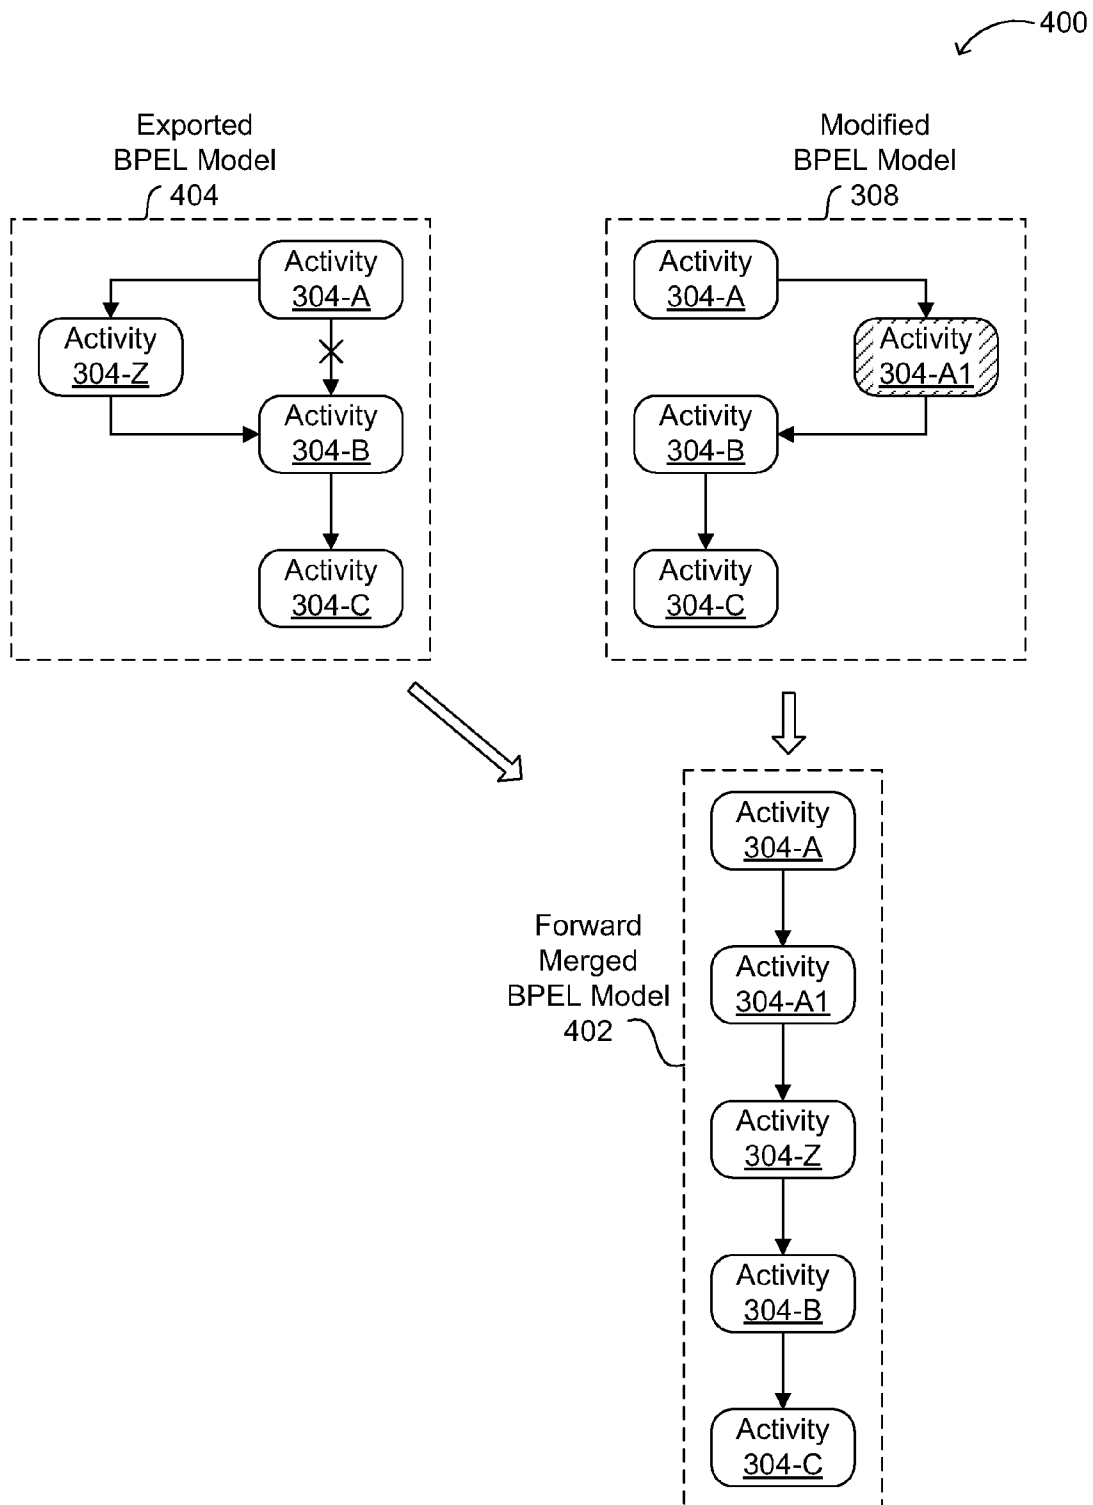 400
Exported
BPEL Model
404
Activity
304-A
Activity
304-Z
Activity
304-B
Activity
304-C
Modified
BPEL Model
308
Activity
304-A
Activity
304-A1
Activity
304-B
Activity
304-C
Forward
Merged
BPEL Model
402
Activity
304-A
Activity
304-A1
Activity
304-Z
Activity
304-B
Activity
304-C